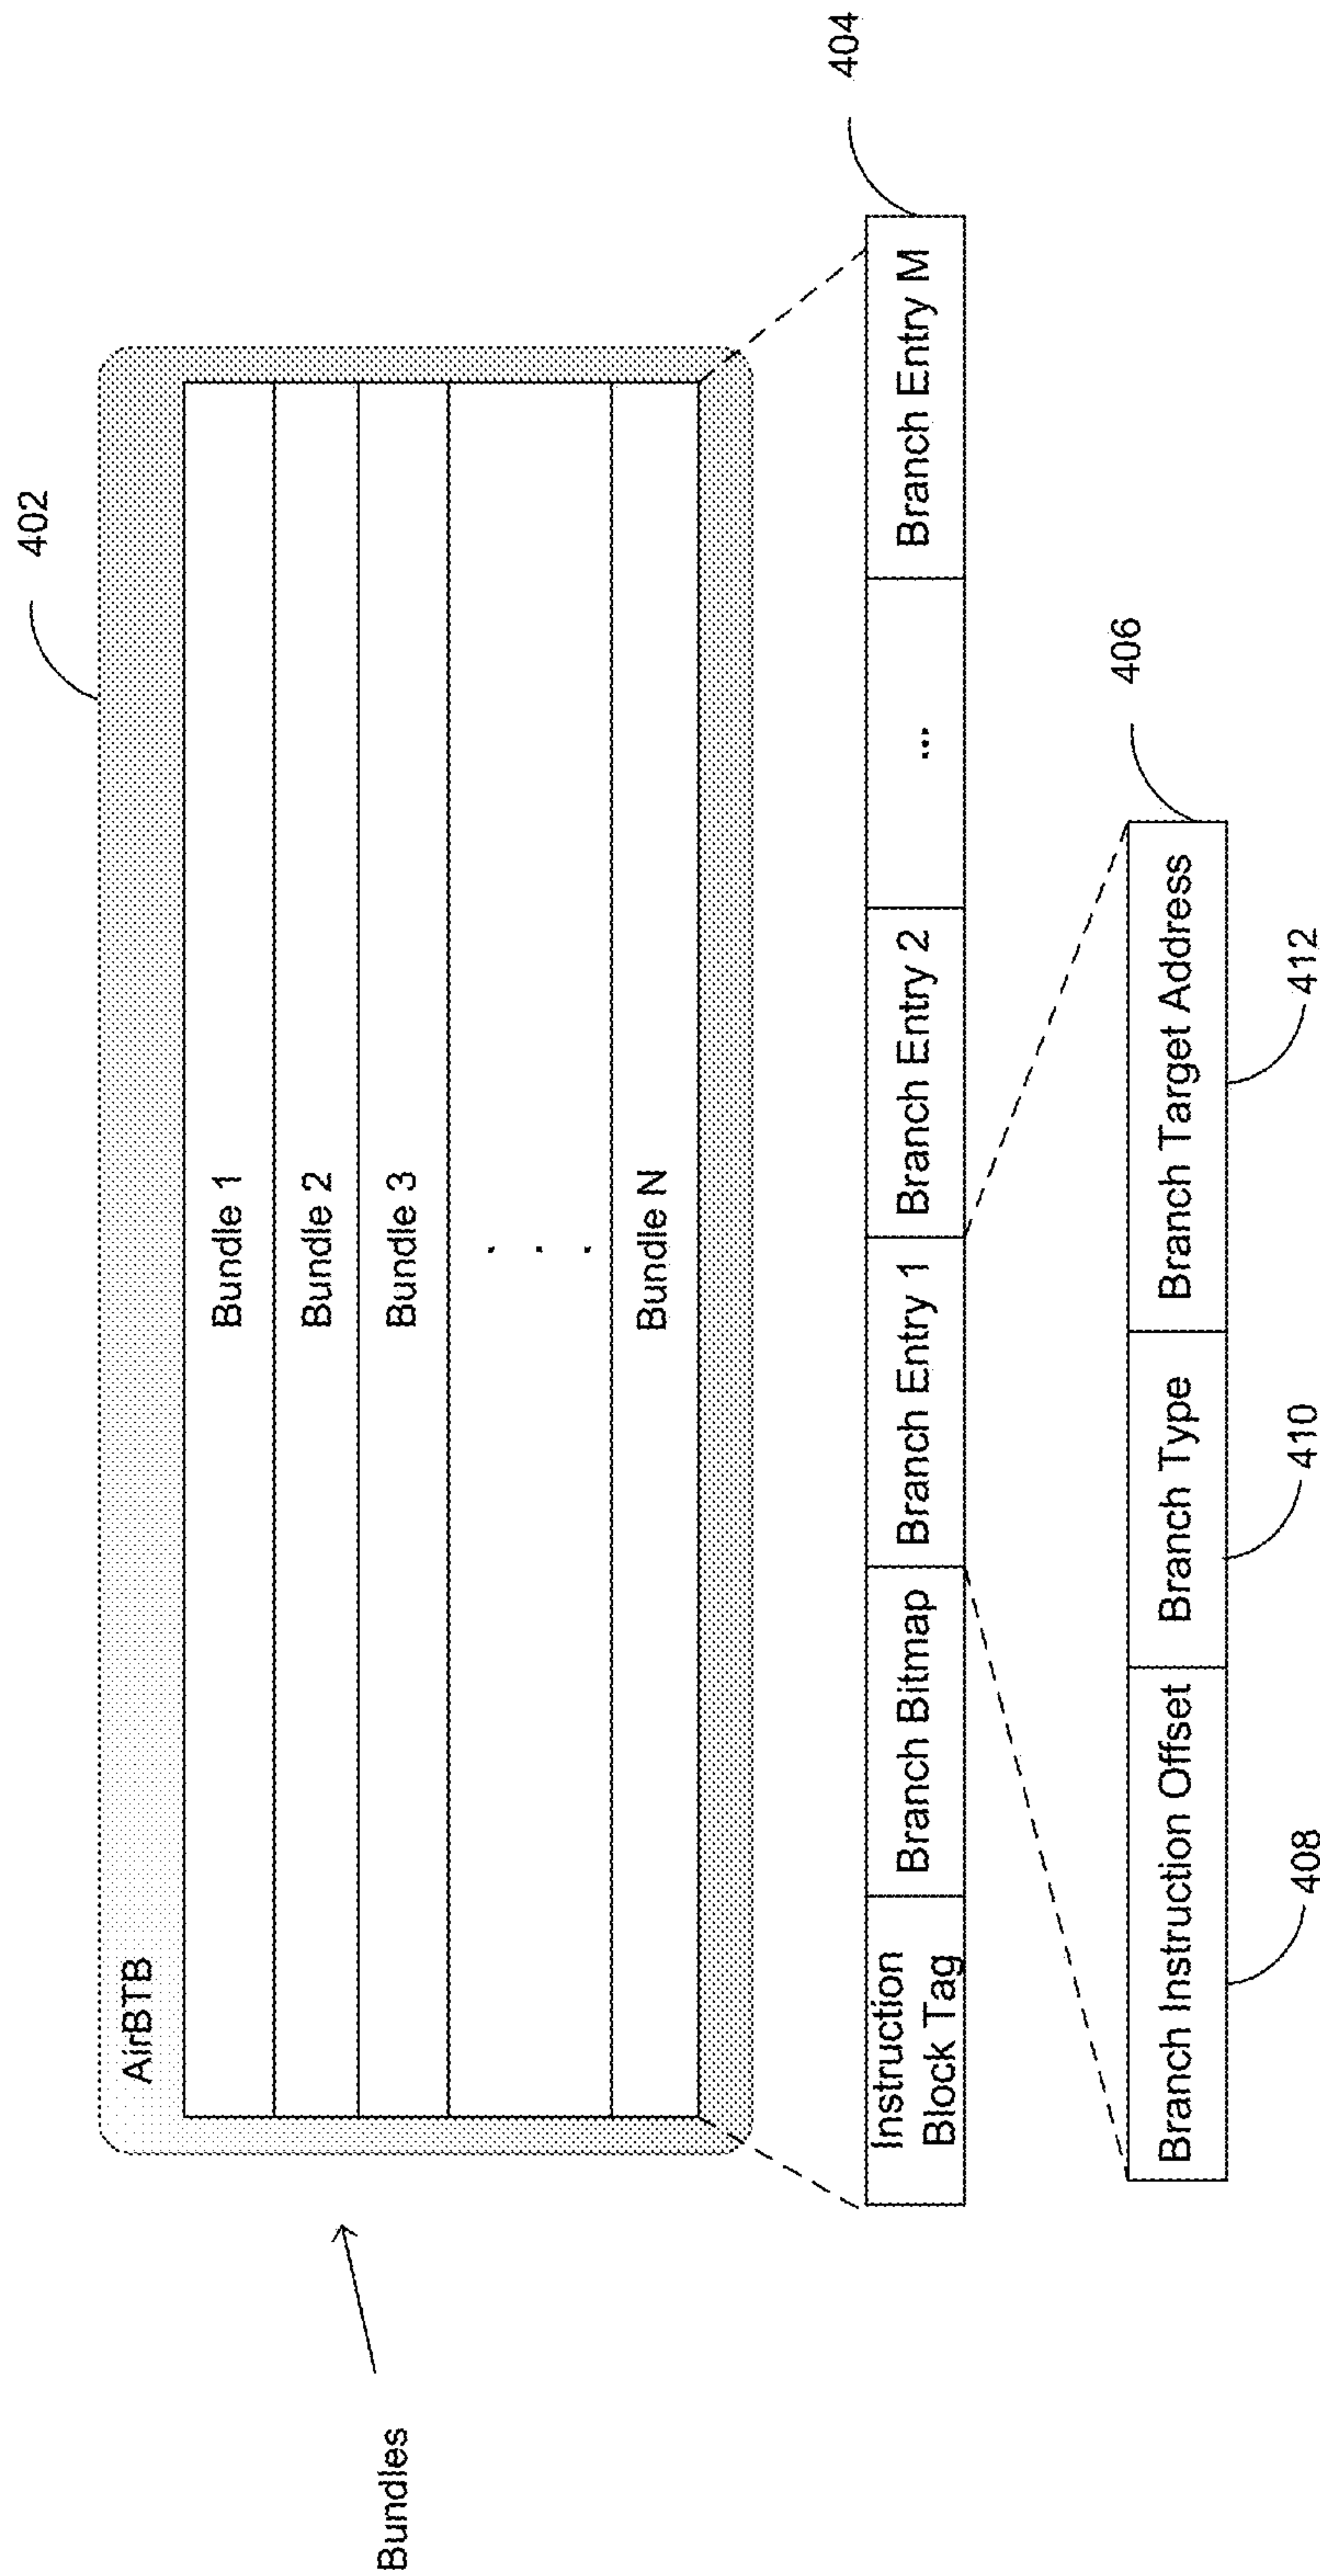 402
AirBTB
Bundles
Bundle 1
Bundle 2
Bundle 3
. . .
Bundle N
404
Instruction
Block Tag
Branch Bitmap
Branch Entry 1
Branch Entry 2
...
Branch Entry M
406
Branch Instruction Offset
Branch Type
Branch Target Address
408
410
412